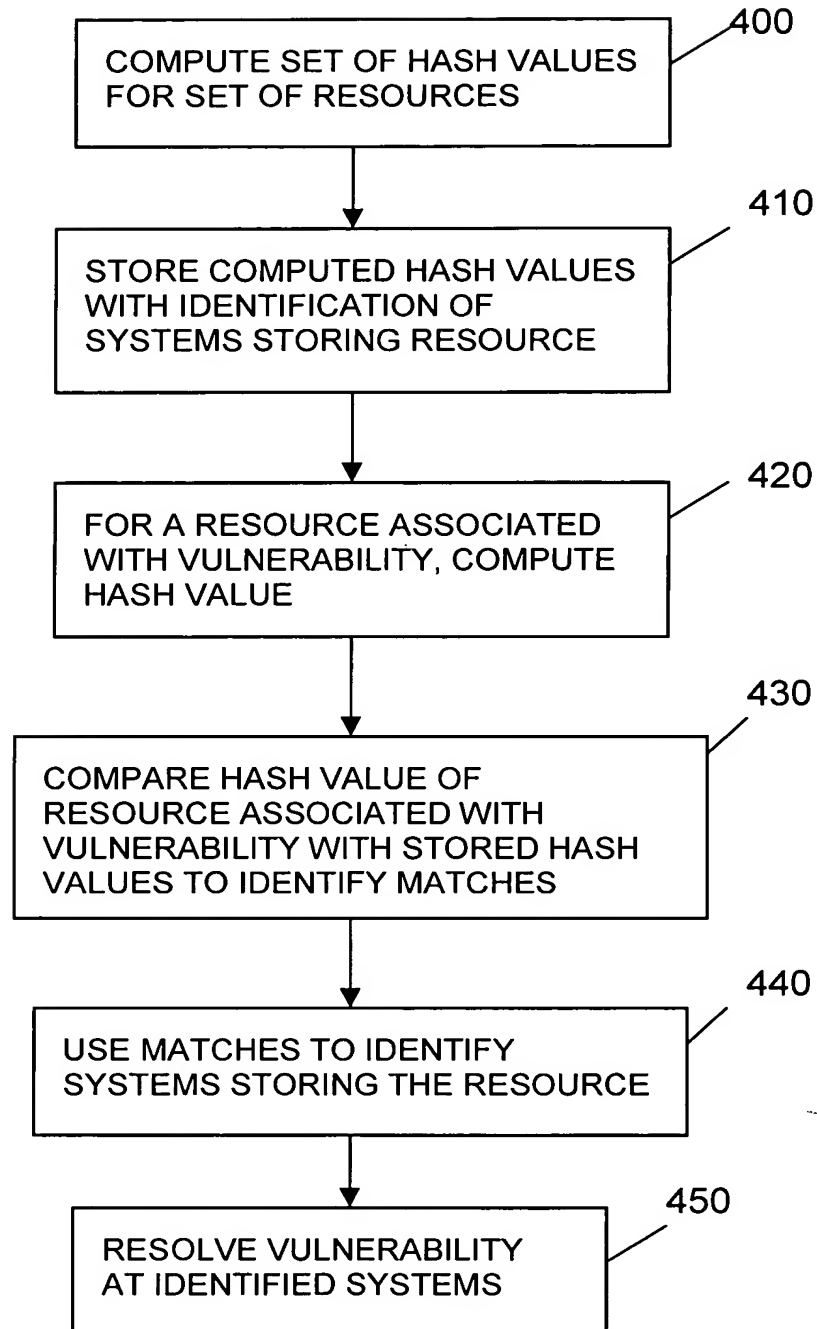 400
COMPUTE SET OF HASH VALUES
FOR SET OF RESOURCES
410
STORE COMPUTED HASH VALUES
WITH IDENTIFICATION OF
SYSTEMS STORING RESOURCE
420
FOR A RESOURCE ASSOCIATED
WITH VULNERABILITY, COMPUTE
HASH VALUE
430
COMPARE HASH VALUE OF
RESOURCE ASSOCIATED WITH
VULNERABILITY WITH STORED HASH
VALUES TO IDENTIFY MATCHES
440
USE MATCHES TO IDENTIFY
SYSTEMS STORING THE RESOURCE
450
RESOLVE VULNERABILITY
AT IDENTIFIED SYSTEMS